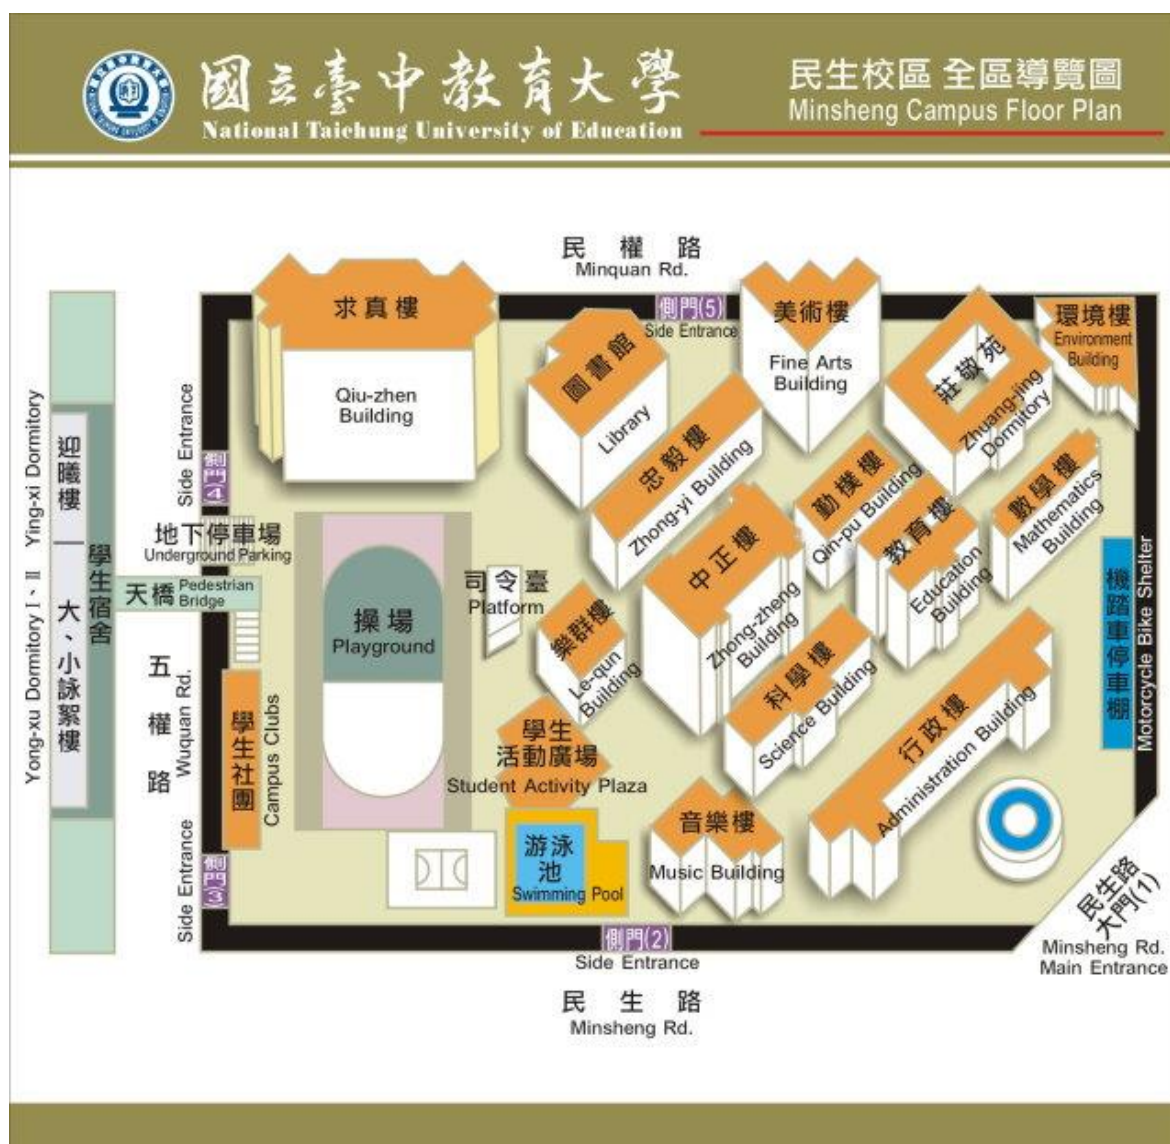 國立臺中教育大學
National Taichung University of Education
民生校區 全區導覽圖
Minsheng Campus Floor Plan
民權路
Minquan Rd.
側門(5)
Side Entrance
求真樓
Qiu-zhen
Building
圖書館
Library
美術樓
Fine Arts
Building
莊敬苑
Zhuang-jing
Dormitory
環境樓
Environment
Building
忠毅樓
Zhong-yi Building
勤樸樓
Qin-pu Building
教育樓
Education
Building
數學樓
Mathematics
Building
中正樓
Zhong-zheng
Building
Side Entrance
側門(4)
迎曦樓
Ying-xi Dormitory
學生宿舍
大、小詠絮樓
Yong-xu Dormitory I、II
地下停車場
Underground Parking
天橋
Pedestrian
Bridge
五權路
Wuquan Rd.
操場
Playground
司令臺
Platform
樂群樓
Le-qun
Building
科學樓
Science Building
行政樓
Administration Building
機踏車停車棚
Motorcycle Bike Shelter
學生社團
Campus Clubs
學生
活動廣場
Student Activity Plaza
游泳
池
Swimming Pool
音樂樓
Music Building
Side Entrance
側門(3)
側門(2)
Side Entrance
民生路
Minsheng Rd.
民生路
大門(1)
Minsheng Rd.
Main Entrance